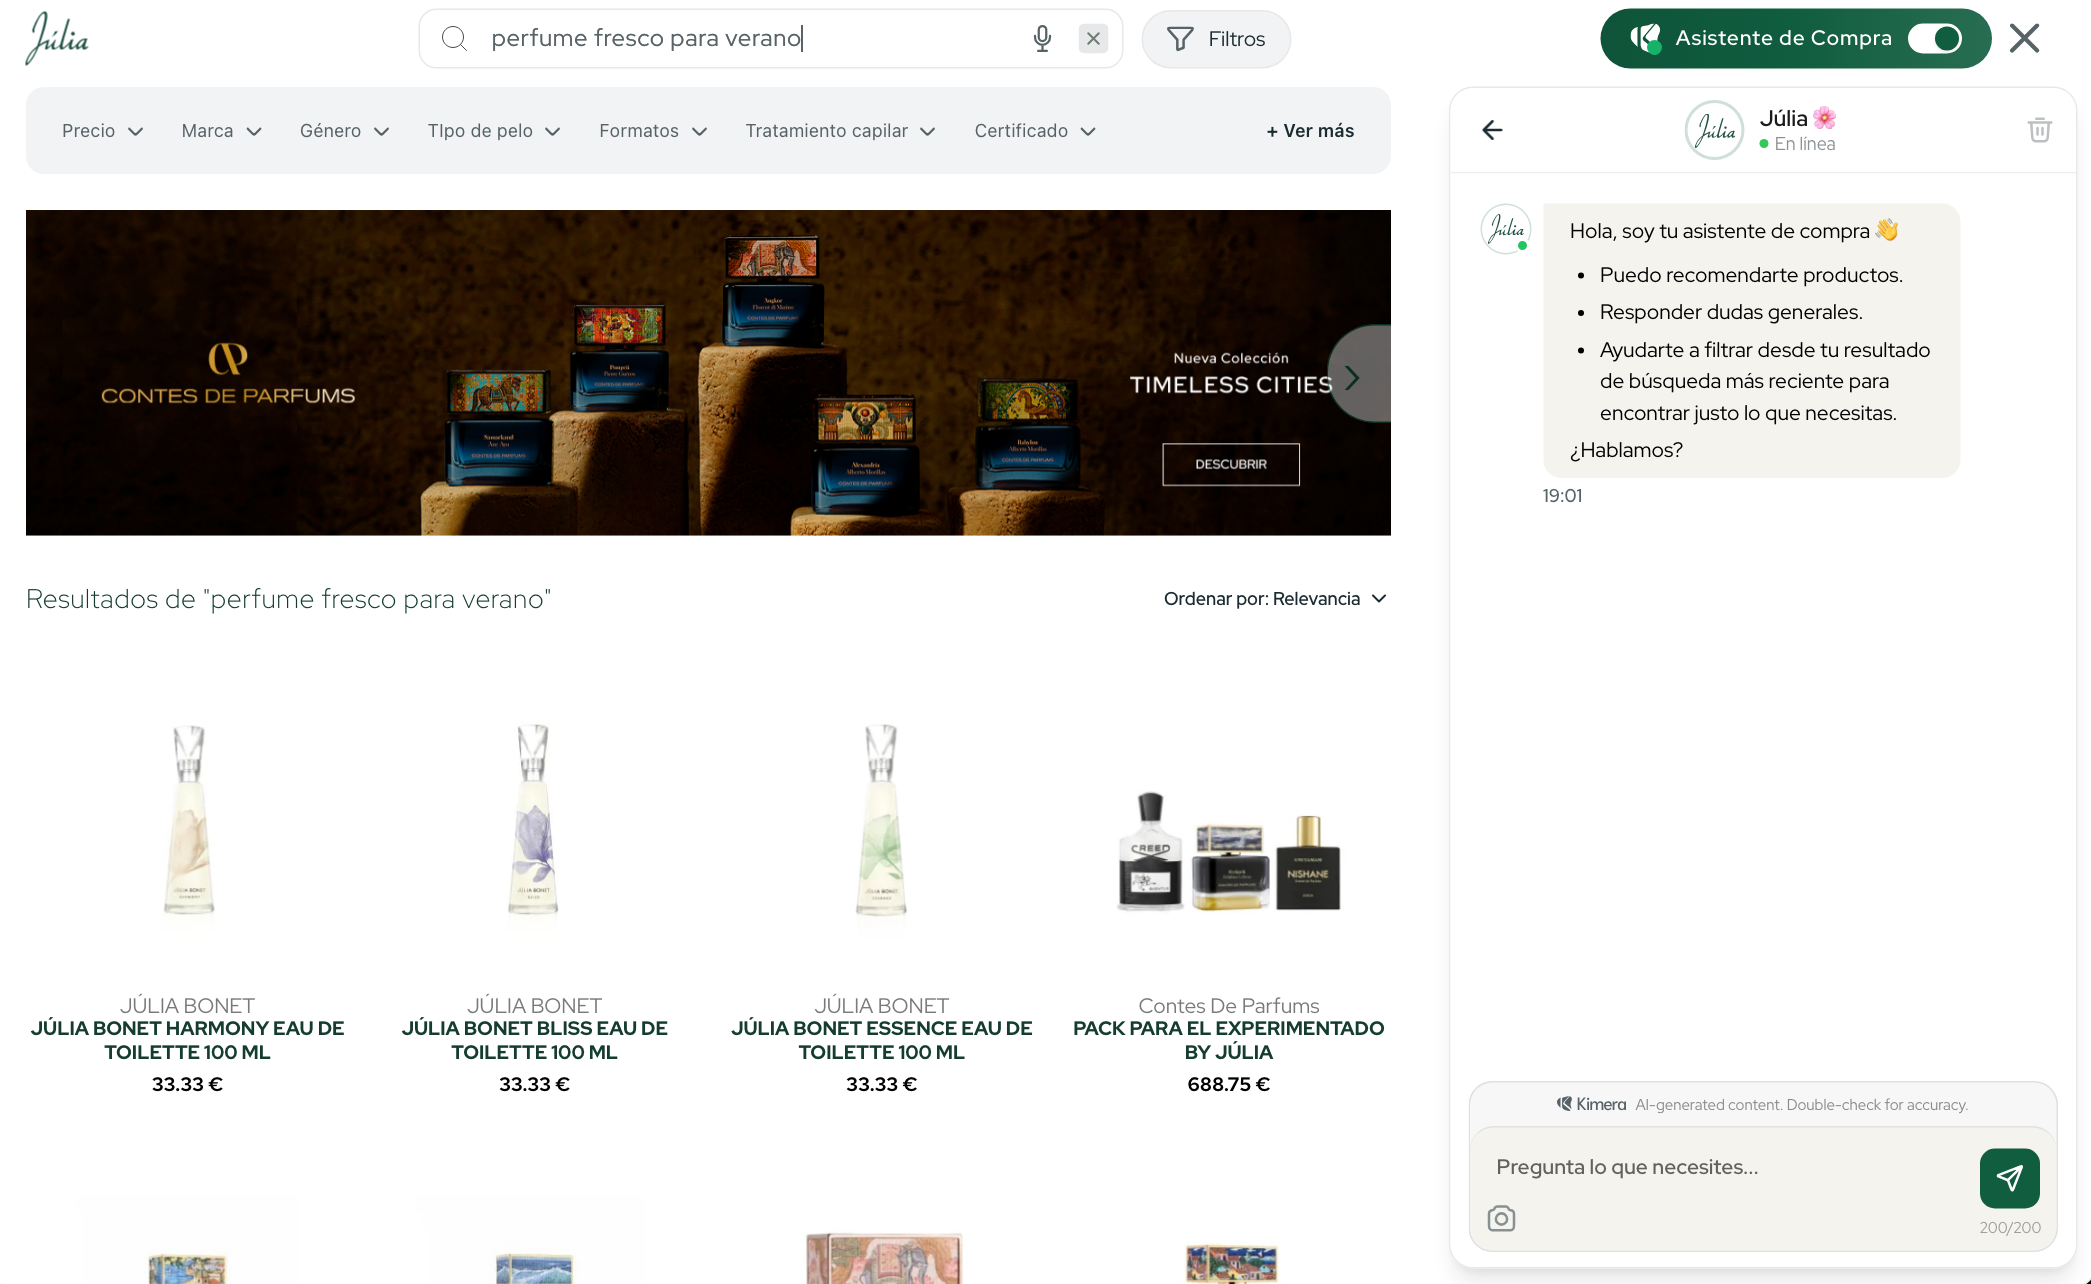 Júlia
perfume fresco para verano
Filtros
Asistente de Compra
Precio
Marca
Género
TIpo de pelo
Formatos
Tratamiento capilar
Certificado
+ Ver más
CONTES DE PARFUMS
Nueva Colección
TIMELESS CITIES
DESCUBRIR
Resultados de "perfume fresco para verano"
Ordenar por: Relevancia
CREED
NISHANE
JÚLIA BONET
JÚLIA BONET HARMONY EAU DE
TOILETTE 100 ML
33.33 €
JÚLIA BONET
JÚLIA BONET BLISS EAU DE
TOILETTE 100 ML
33.33 €
JÚLIA BONET
JÚLIA BONET ESSENCE EAU DE
TOILETTE 100 ML
33.33 €
Contes De Parfums
PACK PARA EL EXPERIMENTADO
BY JÚLIA
688.75 €
Júlia
Júlia 🌸
En línea
Júlia
Hola, soy tu asistente de compra 👋
• Puedo recomendarte productos.
• Responder dudas generales.
• Ayudarte a filtrar desde tu resultado
de búsqueda más reciente para
encontrar justo lo que necesitas.
¿Hablamos?
19:01
Kimera AI-generated content. Double-check for accuracy.
Pregunta lo que necesites...
200/200